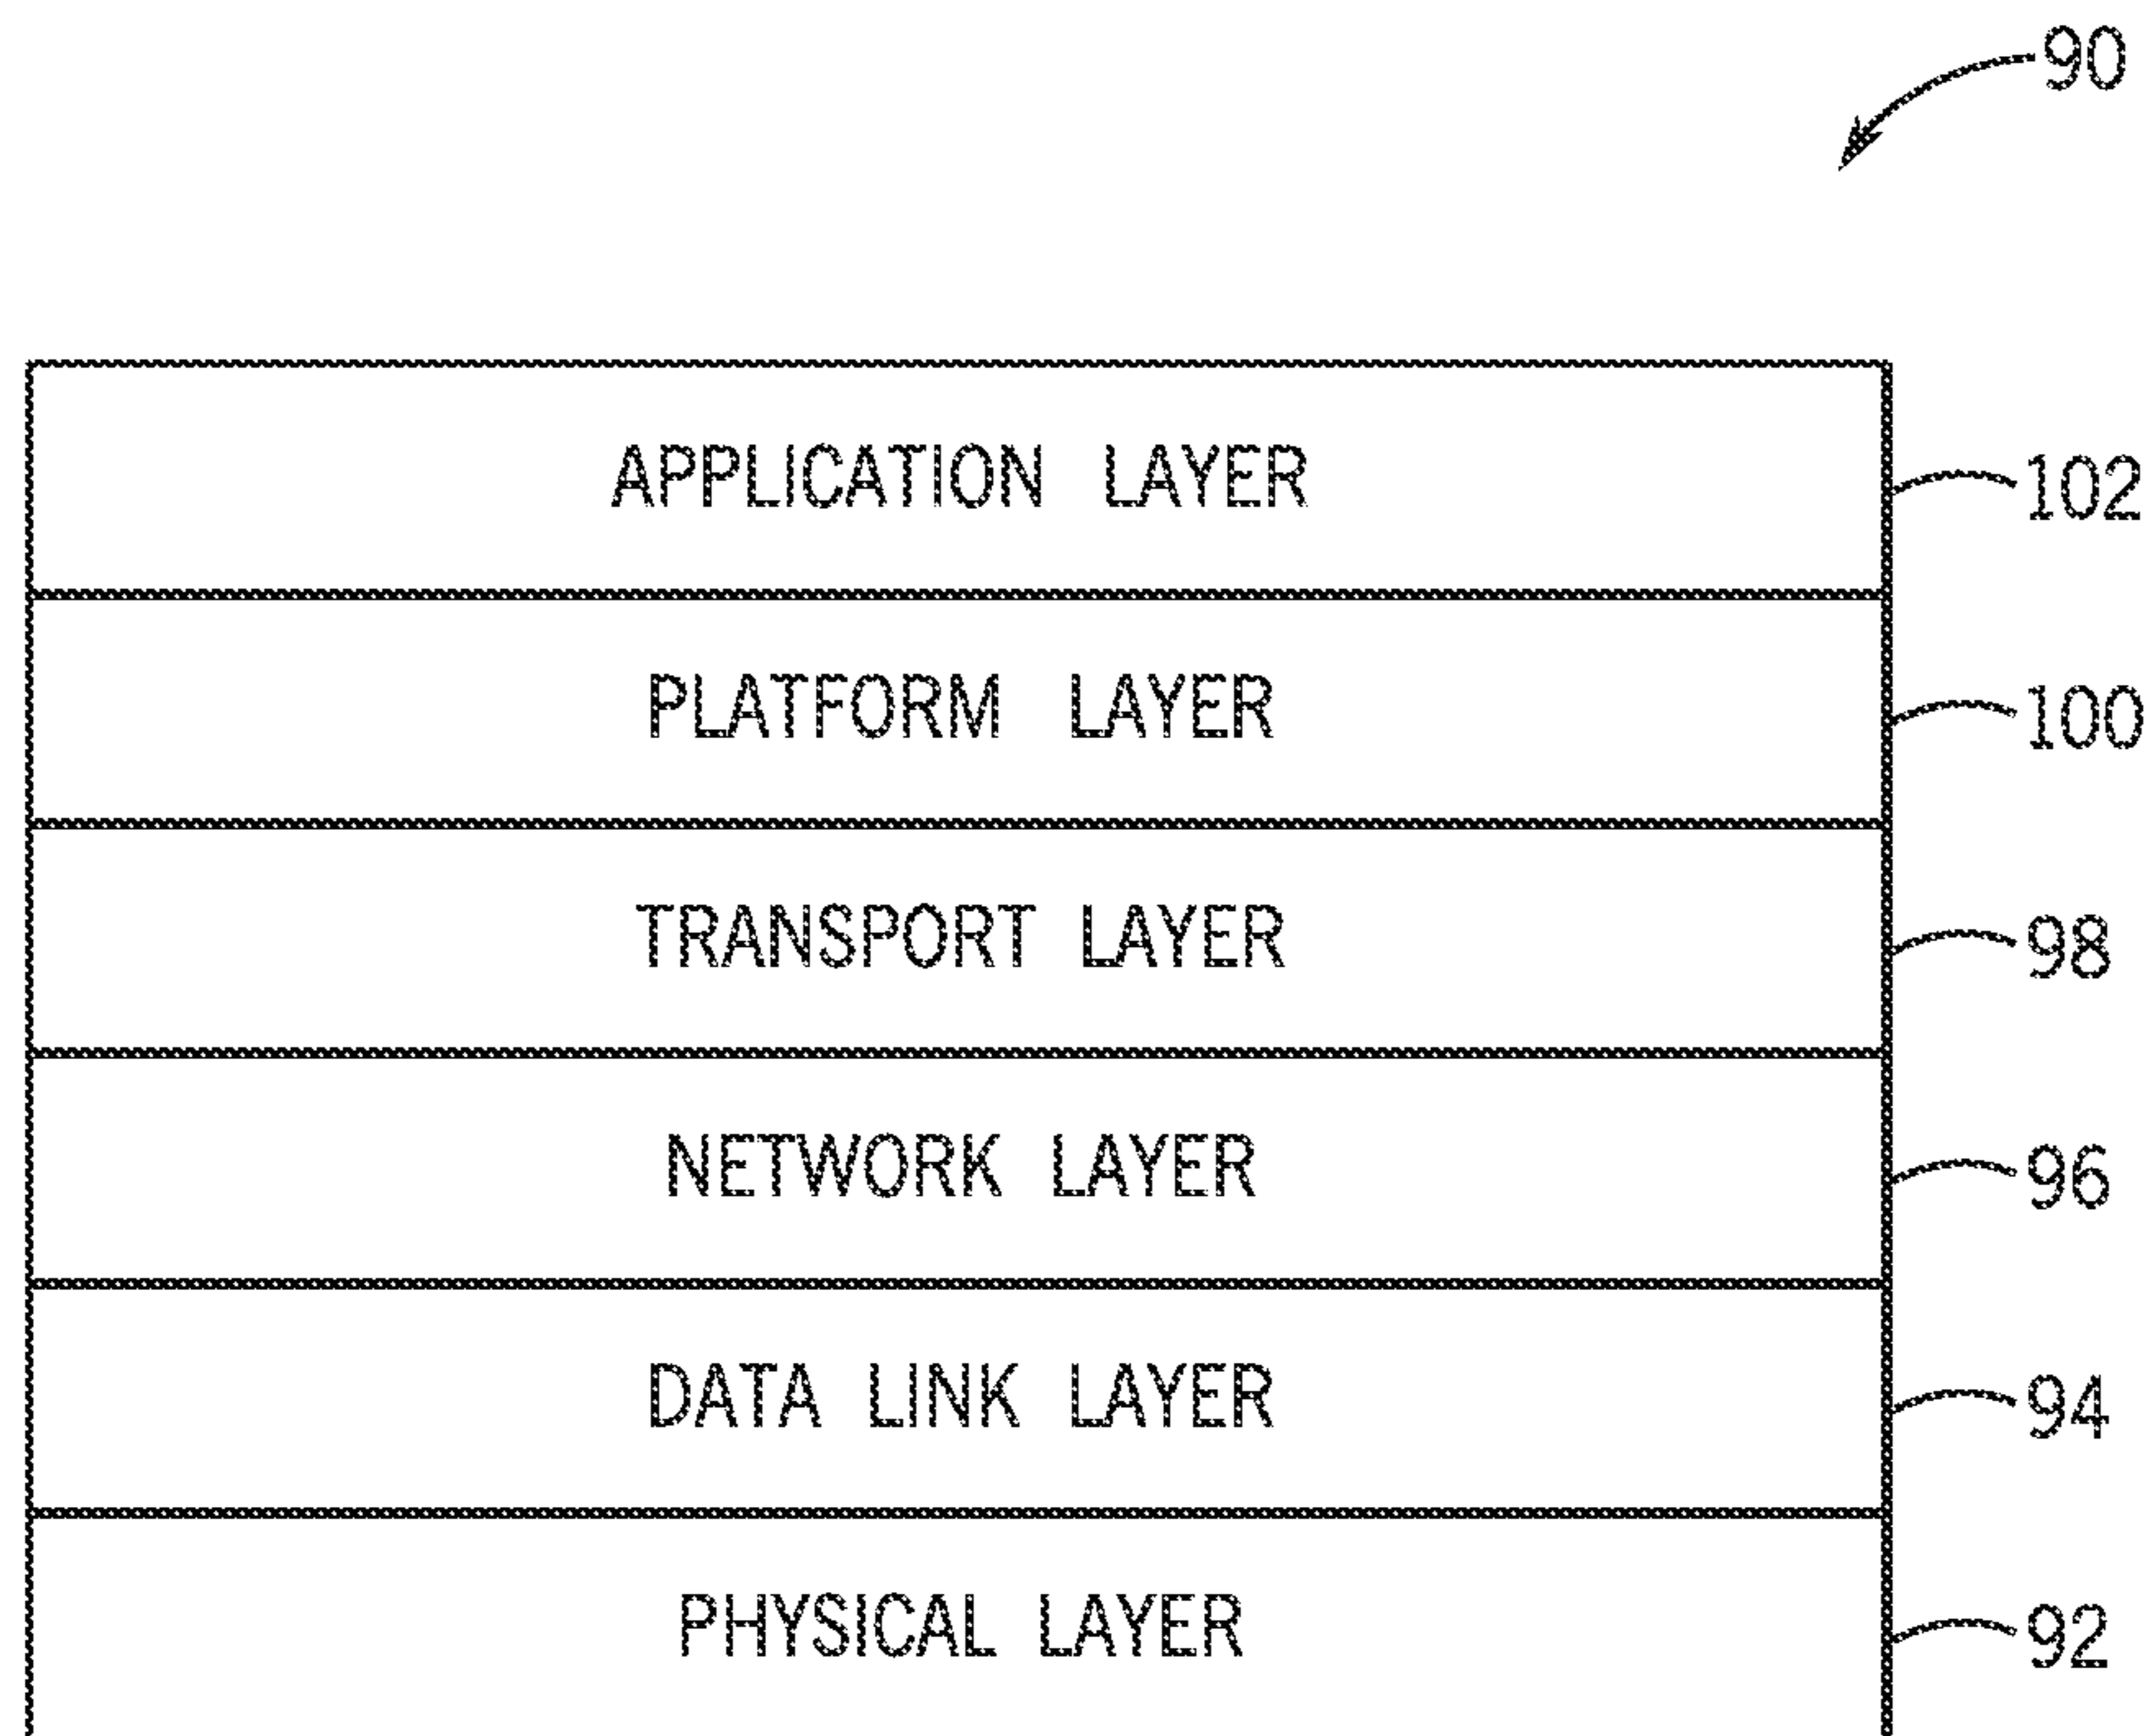 90
APPLICATION LAYER 102
PLATFORM LAYER 100
TRANSPORT LAYER 98
NETWORK LAYER 96
DATA LINK LAYER 94
PHYSICAL LAYER 92